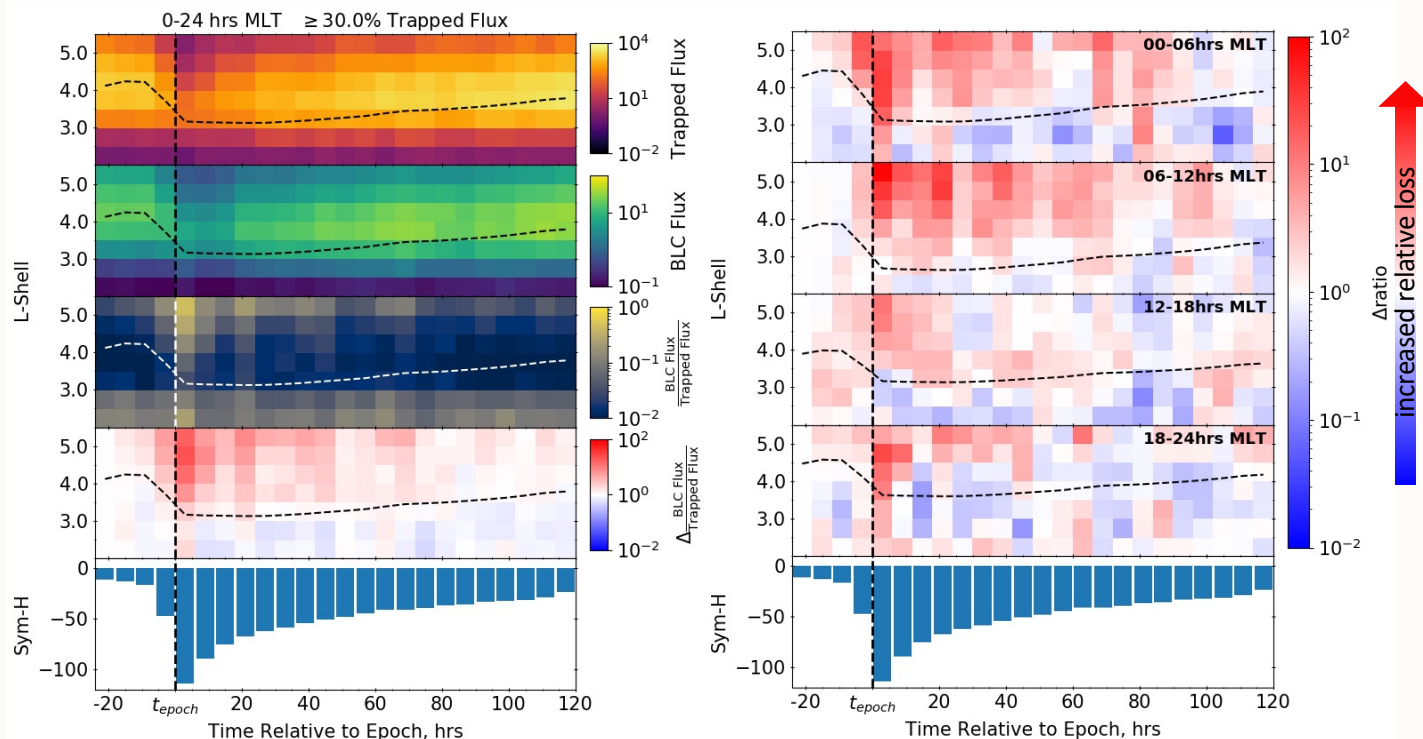 0-24 hrs MLT ≥30.0% Trapped Flux
5.0
4.0
3.0
10^4
10^1
10^-2
Trapped Flux
5.0
4.0
3.0
10^1
10^-1
BLC Flux
L-Shell
5.0
4.0
3.0
10^0
10^-1
10^-2
BLC Flux
Trapped Flux
5.0
4.0
3.0
10^2
10^0
10^-2
Δ BLC Flux
Trapped Flux
0
−50
−100
Sym-H
-20 t_epoch 20 40 60 80 100 120
Time Relative to Epoch, hrs
00-06hrs MLT
5.0
4.0
3.0
06-12hrs MLT
5.0
4.0
3.0
L-Shell
12-18hrs MLT
5.0
4.0
3.0
18-24hrs MLT
5.0
4.0
3.0
0
−50
−100
Sym-H
-20 t_epoch 20 40 60 80 100 120
Time Relative to Epoch, hrs
10^2
10^1
10^0
10^-1
10^-2
Δratio
increased relative loss